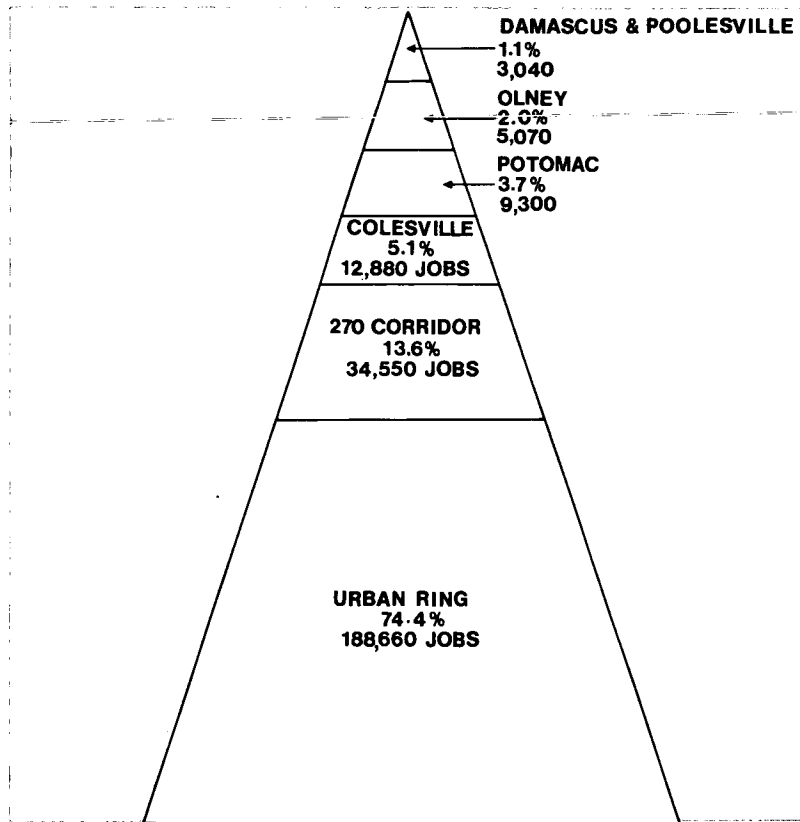 DAMASCUS & POOLESVILLE
1.1%
3,040
OLNEY
2.0%
5,070
POTOMAC
3.7%
9,300
COLESVILLE
5.1%
12,880 JOBS
270 CORRIDOR
13.6%
34,550 JOBS
URBAN RING
74.4%
188,660 JOBS